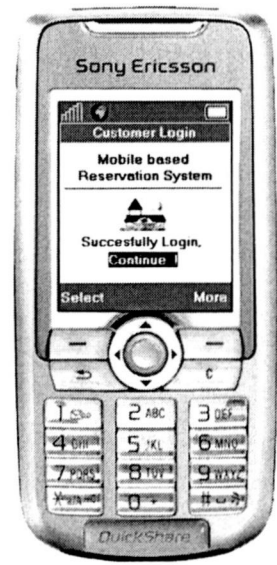 Sony Ericsson
Customer Login
Mobile based
Reservation System
Succesfully Login,
Continue !
Select More
C
2 ABC 3 DEF
4 GHI 5 JKL 6 MNO
7 PQRS 8 TUV 9 WXYZ
0 +
QuickShare